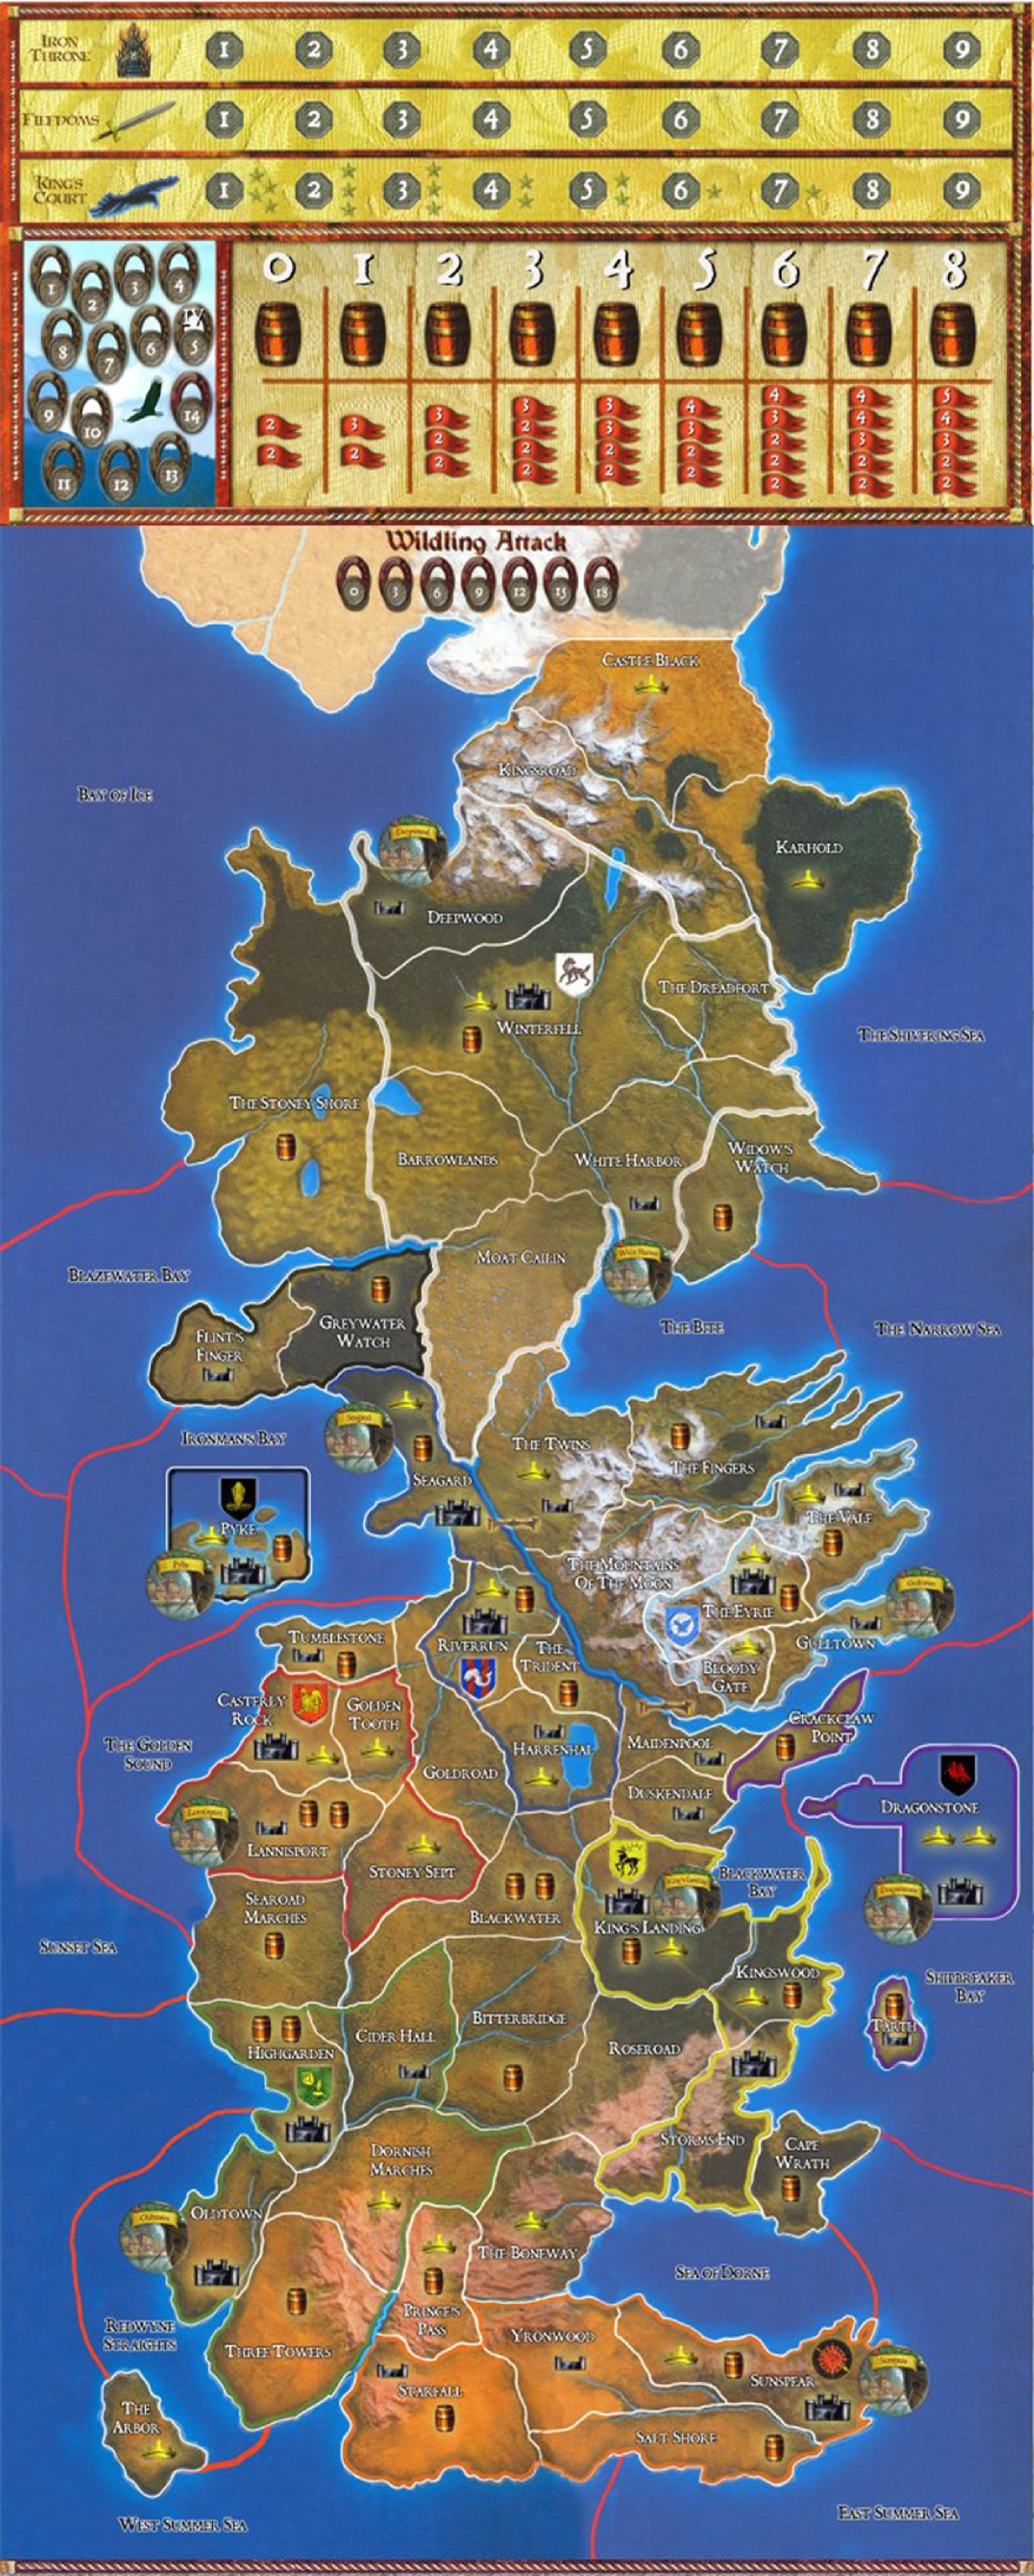 IRON
THRONE
1 2 3 4 5 6 7 8 9
FIEFDOMS
1 2 3 4 5 6 7 8 9
KING'S
COURT
1 2 3 4 5 6 7 8 9
1 2 3 4
8 7 6 IV 5
9 10 14
11 12 13
0 1 2 3 4 5 6 7 8
3 3 4 4 5
3 3 4
2 3 3 2 3 3 3 4
2 2 2 2 2 2 2 2 3
2 2 2 2 2 2 2
Wildling Attack
0 3 6 9 12 15 18
CASTLE BLACK
KINGSROAD
BAY OF ICE
Deepwood
KARHOLD
DEEPWOOD
THE DREADFORT
WINTERFELL
THE SHIVERING SEA
THE STONEY SHORE
BARROWLANDS
WHITE HARBOR
WIDOW'S
WATCH
MOAT CAILIN
White Harbor
BLAZEWATER BAY
GREYWATER
WATCH
FLINT'S
FINGER
THE BITE
THE NARROW SEA
Seagard
IRONMAN'S BAY
THE TWINS
THE FINGERS
SEAGARD
THE VALE
PYKE
Pyke
THE MOUNTAINS
OF THE MOON
Gulltown
THE EYRIE
TUMBLESTONE
RIVERRUN
THE
TRIDENT
GULLTOWN
BLOODY
GATE
CASTERLY
ROCK
GOLDEN
TOOTH
CRACKCLAW
POINT
THE GOLDEN
SOUND
HARRENHAL
MAIDENPOOL
GOLDROAD
DUSKENDALE
DRAGONSTONE
Lannisport
LANNISPORT
STONEY SEPT
King's Landing
BLACKWATER
BAY
Dragonstone
SEAROAD
MARCHES
BLACKWATER
KING'S LANDING
SUNSET SEA
KINGSWOOD
SHIPBREAKER
BAY
TARTH
BITTERBRIDGE
CIDER HALL
HIGHGARDEN
ROSEROAD
DORNISH
MARCHES
STORMS END
CAPE
WRATH
Oldtown
OLDTOWN
THE BONEWAY
SEA OF DORNE
REDWYNE
STRAIGHTS
PRINCE'S
PASS
THREE TOWERS
YRONWOOD
SUNSPEAR
Sunspear
STARFALL
THE
ARBOR
SALT SHORE
WEST SUMMER SEA
EAST SUMMER SEA